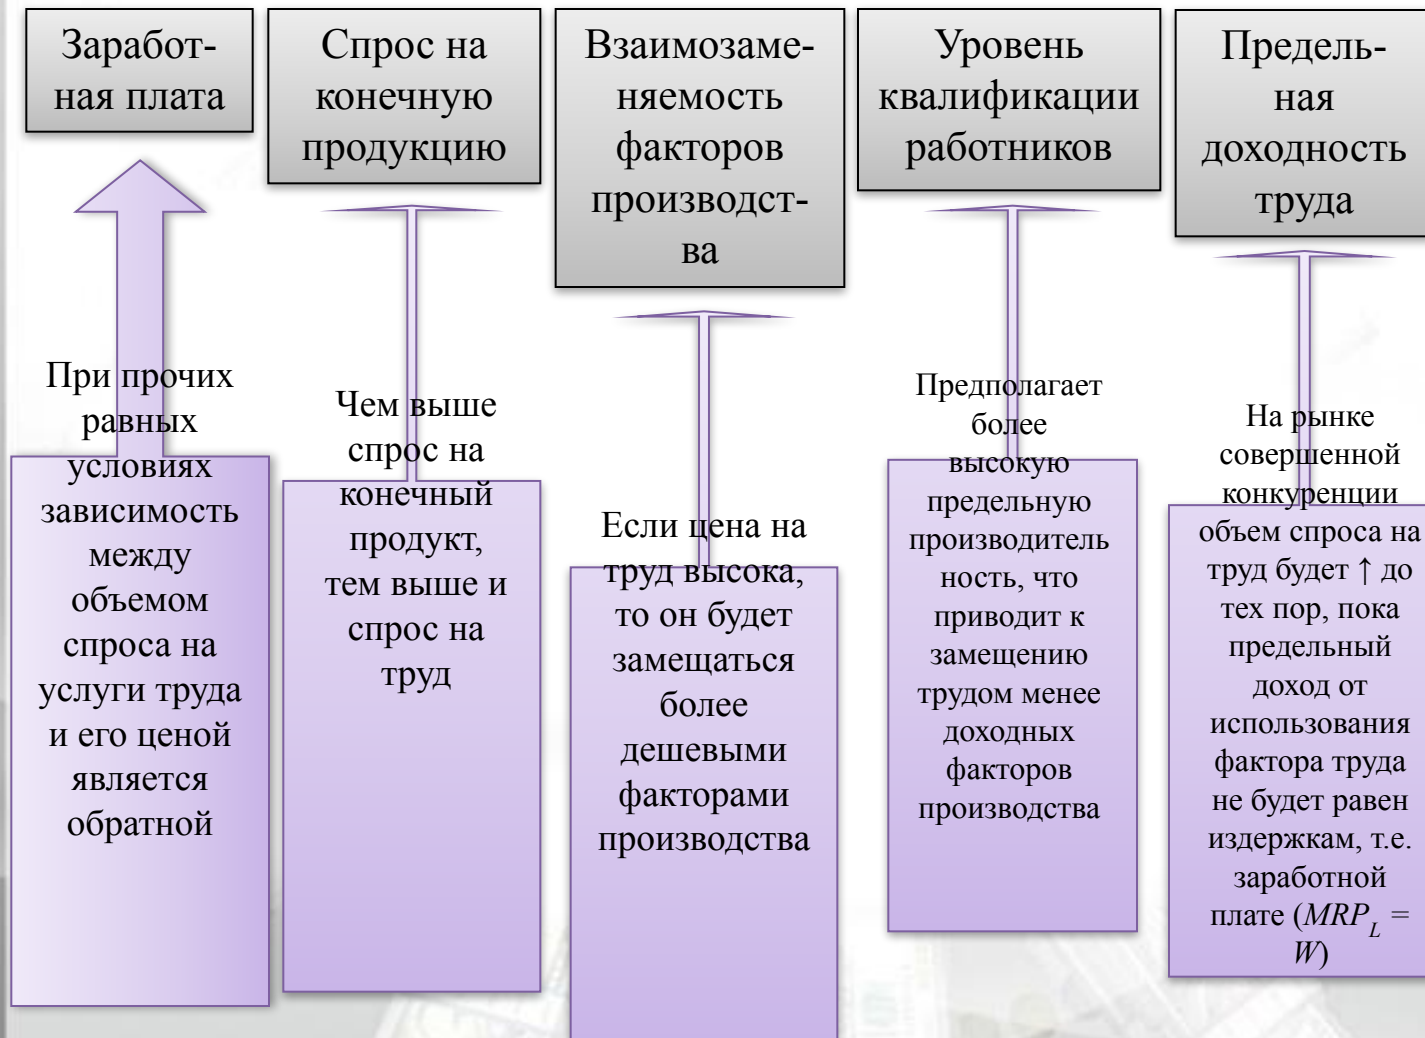 Заработ-
ная плата
Спрос на
конечную
продукцию
Взаимозаме-
няемость
факторов
производст-
ва
Уровень
квалификации
работников
Предель-
ная
доходность
труда
При прочих
равных
условиях
зависимость
между
объемом
спроса на
услуги труда
и его ценой
является
обратной
Чем выше
спрос на
конечный
продукт,
тем выше и
спрос на
труд
Если цена на
труд высока,
то он будет
замещаться
более
дешевыми
факторами
производства
Предполагает
более
высокую
предельную
производитель
ность, что
приводит к
замещению
трудом менее
доходных
факторов
производства
На рынке
совершенной
конкуренции
объем спроса на
труд будет ↑ до
тех пор, пока
предельный
доход от
использования
фактора труда
не будет равен
издержкам, т.е.
заработной
плате (MRP_L =
W)